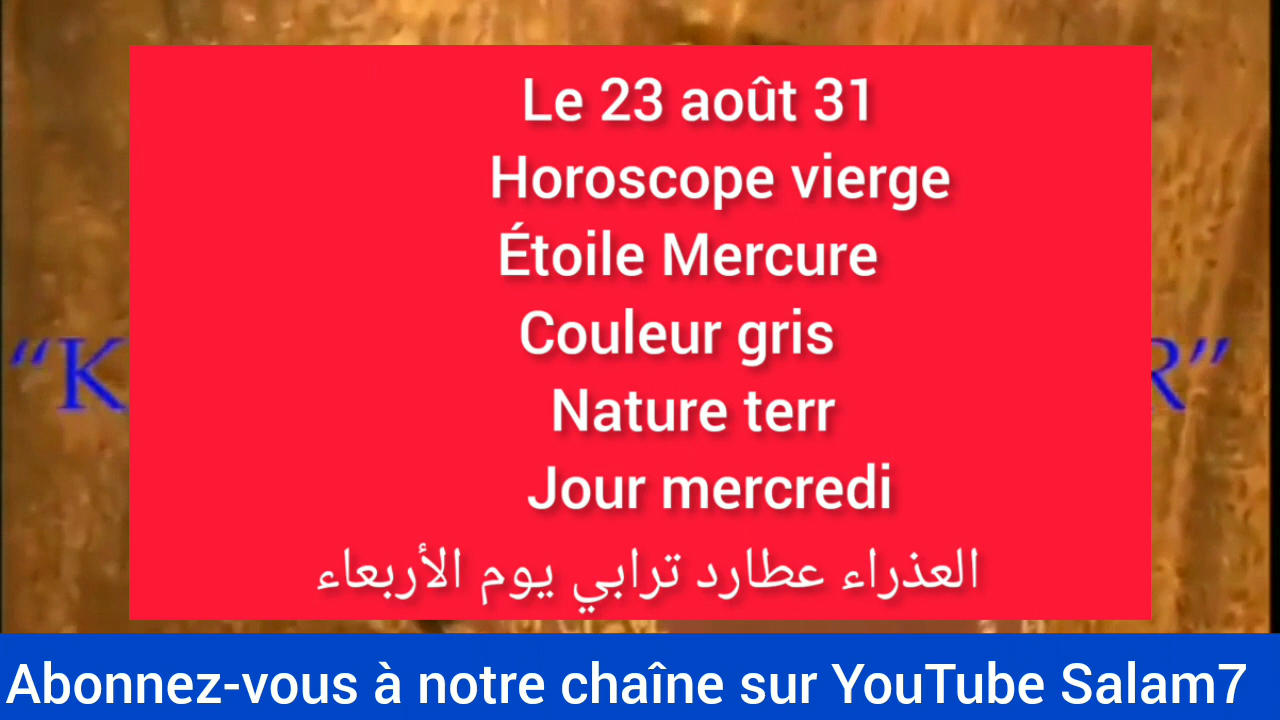 Le 23 août 31
Horoscope vierge
Étoile Mercure
Couleur gris
“K R”
Nature terr
Jour mercredi
العذراء عطارد ترابي يوم الأربعاء
Abonnez-vous à notre chaîne sur YouTube Salam7